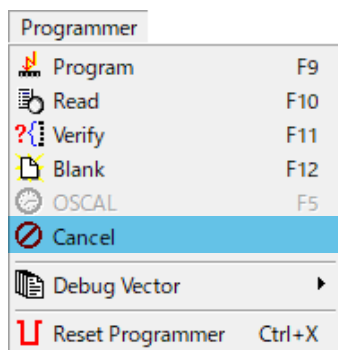 Programmer
Program F9
Read F10
Verify F11
Blank F12
OSCAL F5
Cancel
Debug Vector
Reset Programmer Ctrl+X